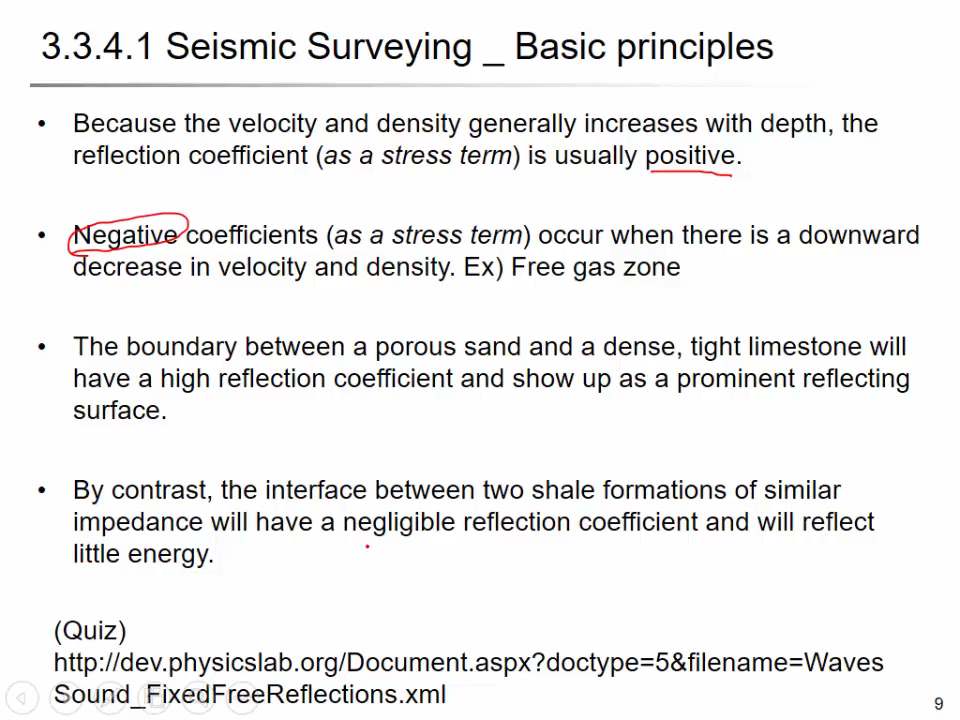 3.3.4.1 Seismic Surveying _ Basic principles
• Because the velocity and density generally increases with depth, the
reflection coefficient (as a stress term) is usually positive.
• Negative coefficients (as a stress term) occur when there is a downward
decrease in velocity and density. Ex) Free gas zone
• The boundary between a porous sand and a dense, tight limestone will
have a high reflection coefficient and show up as a prominent reflecting
surface.
• By contrast, the interface between two shale formations of similar
impedance will have a negligible reflection coefficient and will reflect
little energy.
(Quiz)
http://dev.physicslab.org/Document.aspx?doctype=5&filename=Waves
Sound_FixedFreeReflections.xml
9